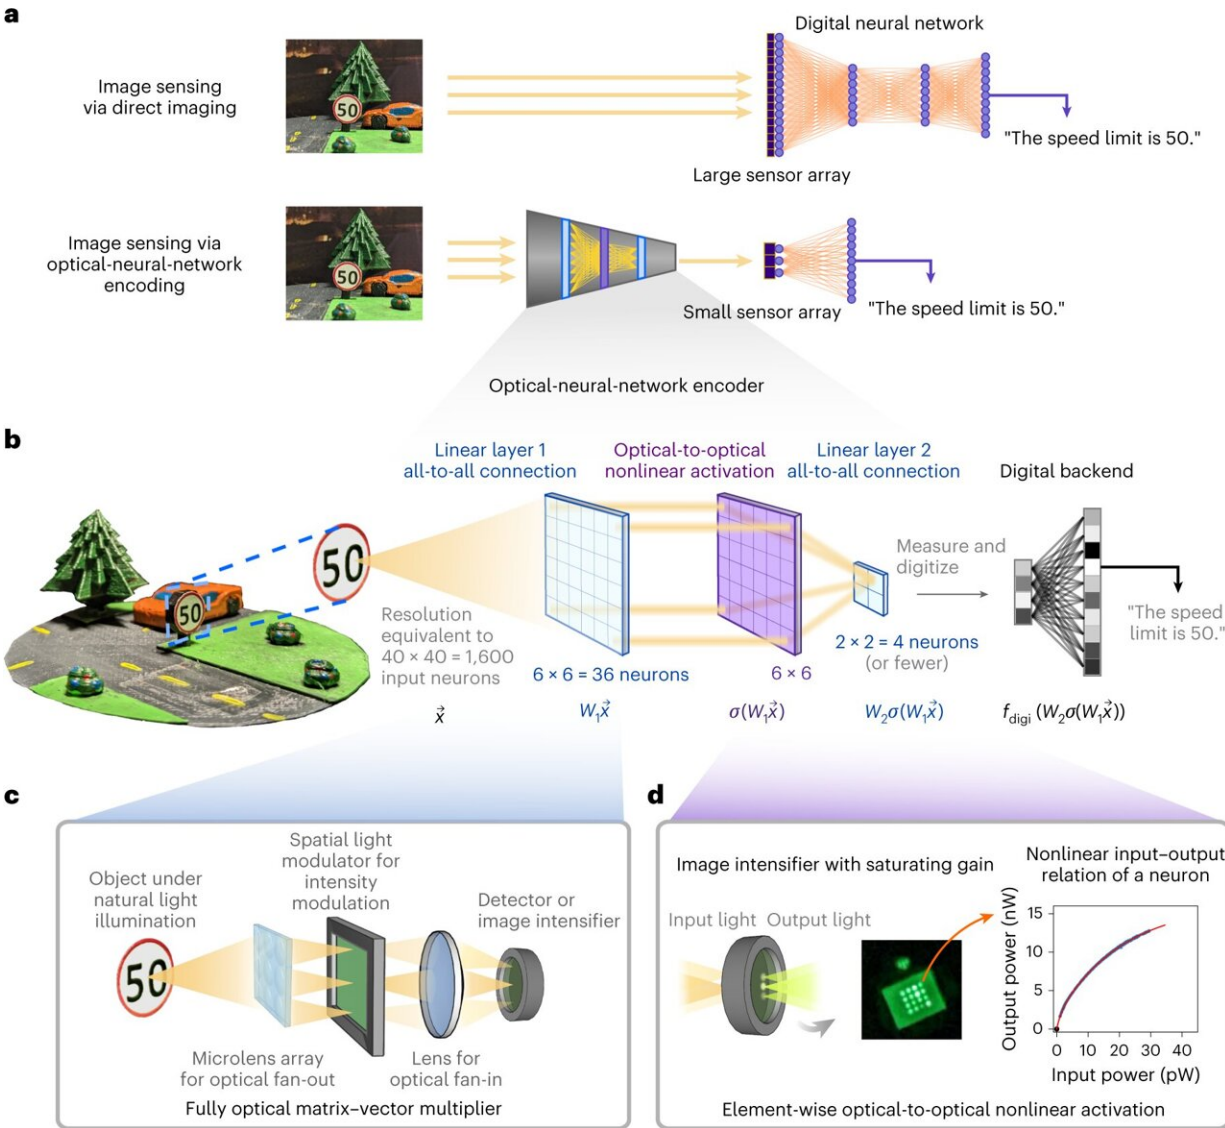 a
Digital neural network
Image sensing
via direct imaging
50
"The speed limit is 50."
Large sensor array
Image sensing via
optical-neural-network
encoding
50
Small sensor array
"The speed limit is 50."
Optical-neural-network encoder
b
Linear layer 1
all-to-all connection
Optical-to-optical
nonlinear activation
Linear layer 2
all-to-all connection
Digital backend
50
50
Measure and
digitize
Resolution
equivalent to
40 × 40 = 1,600
input neurons
6 × 6 = 36 neurons
6 × 6
2 × 2 = 4 neurons
(or fewer)
"The speed
limit is 50."
x⃗
W₁x⃗
σ(W₁x⃗)
W₂σ(W₁x⃗)
f_digi (W₂σ(W₁x⃗))
c
Object under
natural light
illumination
Spatial light
modulator for
intensity
modulation
Detector or
image intensifier
50
Microlens array
for optical fan-out
Lens for
optical fan-in
Fully optical matrix–vector multiplier
d
Image intensifier with saturating gain
Nonlinear input–output
relation of a neuron
Input light
Output light
Output power (nW)
15
10
5
0
0 10 20 30 40
Input power (pW)
Element-wise optical-to-optical nonlinear activation